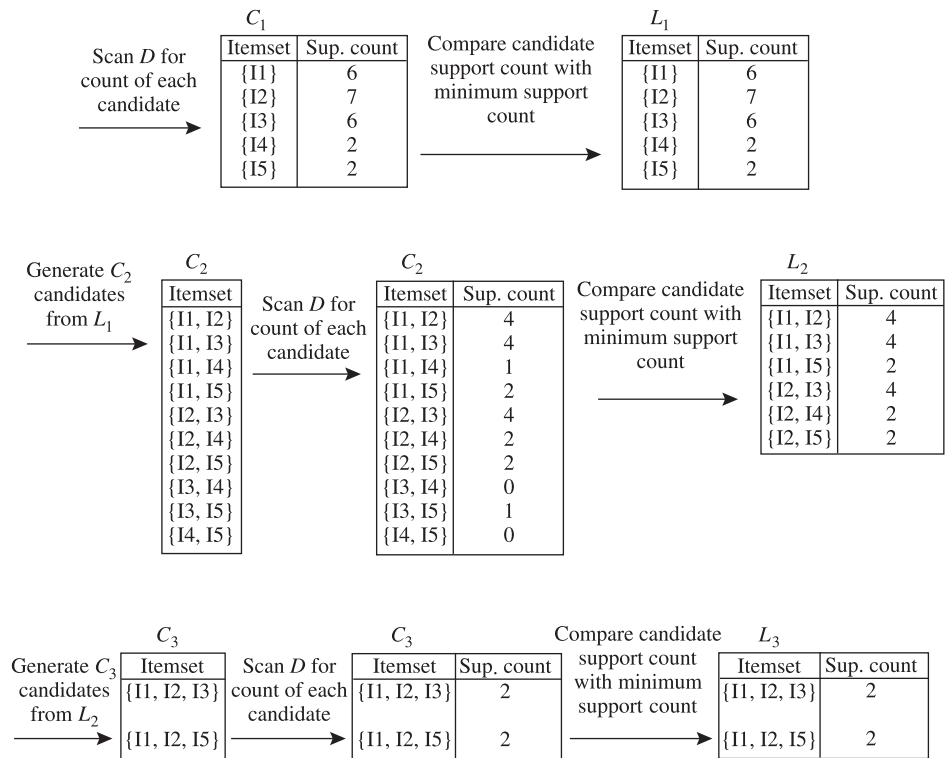 C1
Scan D for
count of each
candidate
Itemset Sup. count
{I1} 6
{I2} 7
{I3} 6
{I4} 2
{I5} 2
Compare candidate
support count with
minimum support
count
L1
Itemset Sup. count
{I1} 6
{I2} 7
{I3} 6
{I4} 2
{I5} 2
Generate C2
candidates
from L1
C2
Itemset
{I1, I2}
{I1, I3}
{I1, I4}
{I1, I5}
{I2, I3}
{I2, I4}
{I2, I5}
{I3, I4}
{I3, I5}
{I4, I5}
Scan D for
count of each
candidate
C2
Itemset Sup. count
{I1, I2} 4
{I1, I3} 4
{I1, I4} 1
{I1, I5} 2
{I2, I3} 4
{I2, I4} 2
{I2, I5} 2
{I3, I4} 0
{I3, I5} 1
{I4, I5} 0
Compare candidate
support count with
minimum support
count
L2
Itemset Sup. count
{I1, I2} 4
{I1, I3} 4
{I1, I5} 2
{I2, I3} 4
{I2, I4} 2
{I2, I5} 2
Generate C3
candidates
from L2
C3
Itemset
{I1, I2, I3}
{I1, I2, I5}
Scan D for
count of each
candidate
C3
Itemset Sup. count
{I1, I2, I3} 2
{I1, I2, I5} 2
Compare candidate
support count
with minimum
support count
L3
Itemset Sup. count
{I1, I2, I3} 2
{I1, I2, I5} 2